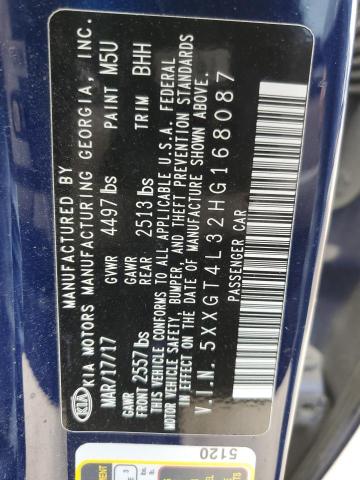 MANUFACTURED BY
KIA KIA MOTORS MANUFACTURING GEORGIA, INC.
MAR/17/17 GVWR 4497 lbs PAINT M5U
GAWR FRONT 2557 lbs GAWR REAR 2513 lbs TRIM BHH
THIS VEHICLE CONFORMS TO ALL APPLICABLE U.S.A. FEDERAL
MOTOR VEHICLE SAFETY, BUMPER, AND THEFT PREVENTION STANDARDS
IN EFFECT ON THE DATE OF MANUFACTURE SHOWN ABOVE.
V.I.N. 5XXGT4L32HG168087
PASSENGER CAR
5120